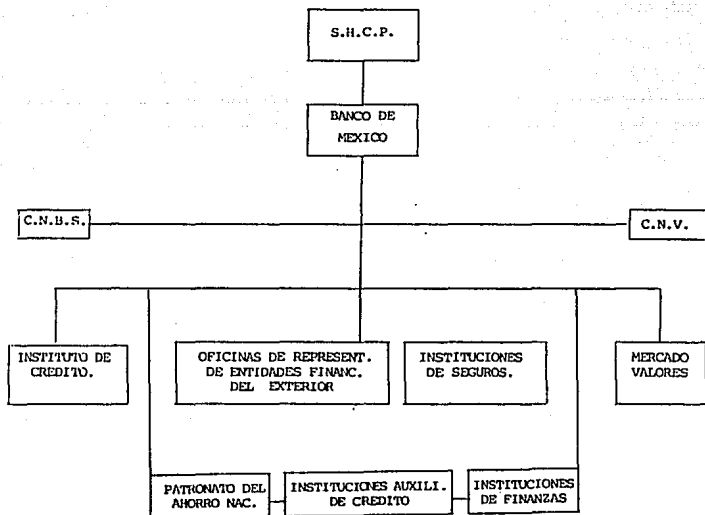 S.H.C.P.
BANCO DE
MEXICO
C.N.B.S.
C.N.V.
INSTITUTO DE
CREDITO.
OFICINAS DE REPRESENT.
DE ENTIDADES FINANC.
DEL EXTERIOR
INSTITUCIONES
DE SEGUROS.
MERCADO
VALORES
PATRONATO DEL
AHORRO NAC.
INSTITUCIONES AUXILI.
DE CREDITO
INSTITUCIONES
DE FINANZAS